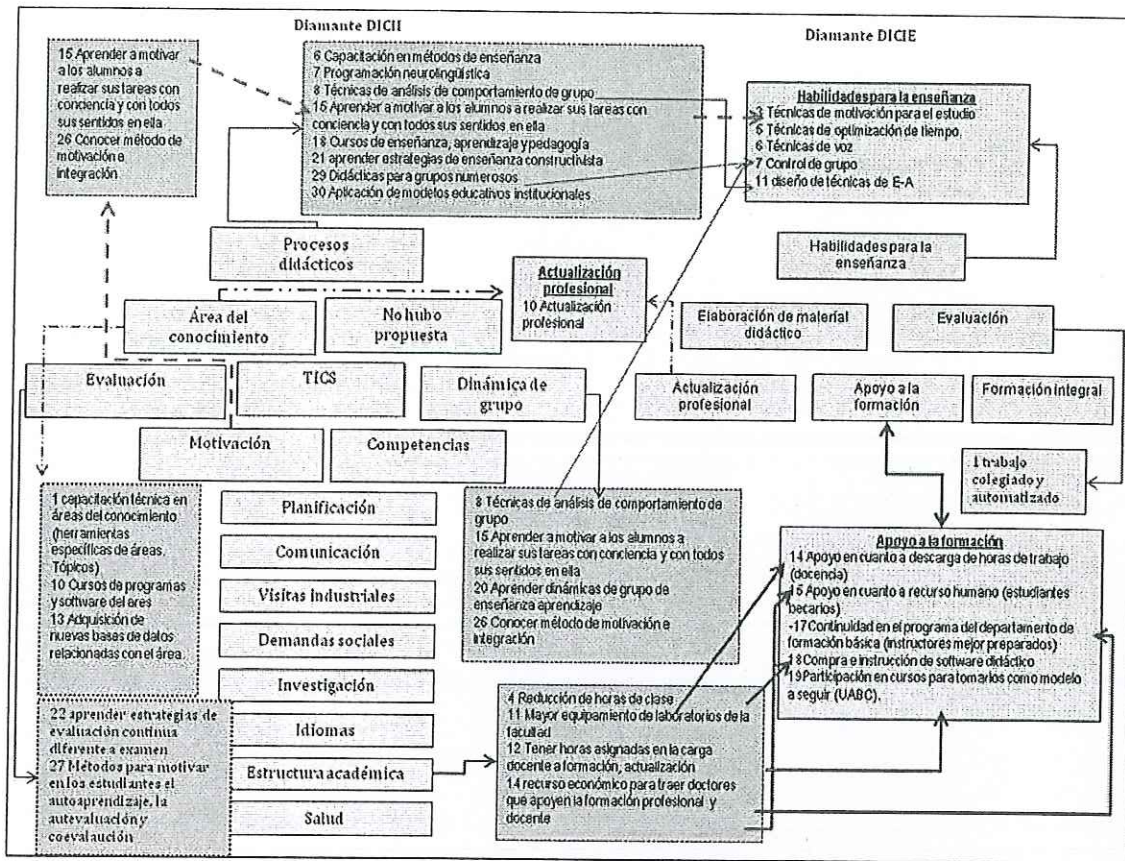 Diamante DICII
Diamante DICIE
15 Aprender a motivar
a los alumnos a
realizar sus tareas con
conciencia y con todos
sus sentidos en ella
26 Conocer método de
motivación e
integración
6 Capacitación en métodos de enseñanza
7 Programación neurolingüística
8 Técnicas de análisis de comportamiento de grupo
15 Aprender a motivar a los alumnos a realizar sus tareas con
conciencia y con todos sus sentidos en ella
18 Cursos de enseñanza, aprendizaje y pedagogía
21 aprender estrategias de enseñanza constructivista
29 Didácticas para grupos numerosos
30 Aplicación de modelos educativos institucionales
Habilidades para la enseñanza
3 Técnicas de motivación para el estudio
5 Técnicas de optimización de tiempo.
6 Técnicas de voz
7 Control de grupo
11 diseño de técnicas de E-A
Procesos
didácticos
Habilidades para la
enseñanza
Actualización
profesional
10 Actualización
profesional
Área del
conocimiento
No hubo
propuesta
Elaboración de material
didáctico
Evaluación
Evaluación
TICS
Dinámica de
grupo
Actualización
profesional
Apoyo a la
formación
Formación integral
Motivación
Competencias
1 trabajo
colegiado y
automatizado
1 capacitación técnica en
áreas del conocimiento
(herramientas
específicas de áreas.
Tópicos)
10 Cursos de programas
y software del ares
13 Adquisición de
nuevas bases de datos
relacionadas con el área.
Planificación
Comunicación
Visitas industriales
Demandas sociales
Investigación
Idiomas
Estructura académica
Salud
8 Técnicas de análisis de comportamiento de
grupo
15 Aprender a motivar a los alumnos a
realizar sus tareas con conciencia y con todos
sus sentidos en ella
20 Aprender dinámicas de grupo de
enseñanza aprendizaje
26 Conocer método de motivación e
integración
Apoyo a la formación
14 Apoyo en cuanto a descarga de horas de trabajo
(docencia)
15 Apoyo en cuanto a recurso humano (estudiantes
becarios)
-17 Continuidad en el programa del departamento de
formación básica (instructores mejor preparados)
18 Compra e instrucción de software didáctico
19 Participación en cursos para tomarlos como modelo
a seguir (UABC).
22 aprender estrategias de
evaluación continua
diferente a examen
27 Métodos para motivar
en los estudiantes el
autoaprendizaje, la
autevaluación y
coevalaución
4 Reducción de horas de clase
11 Mayor equipamiento de laboratorios de la
facultad
12 Tener horas asignadas en la carga
docente a formación, actualización
14 recurso económico para traer doctores
que apoyen la formación profesional y
docente